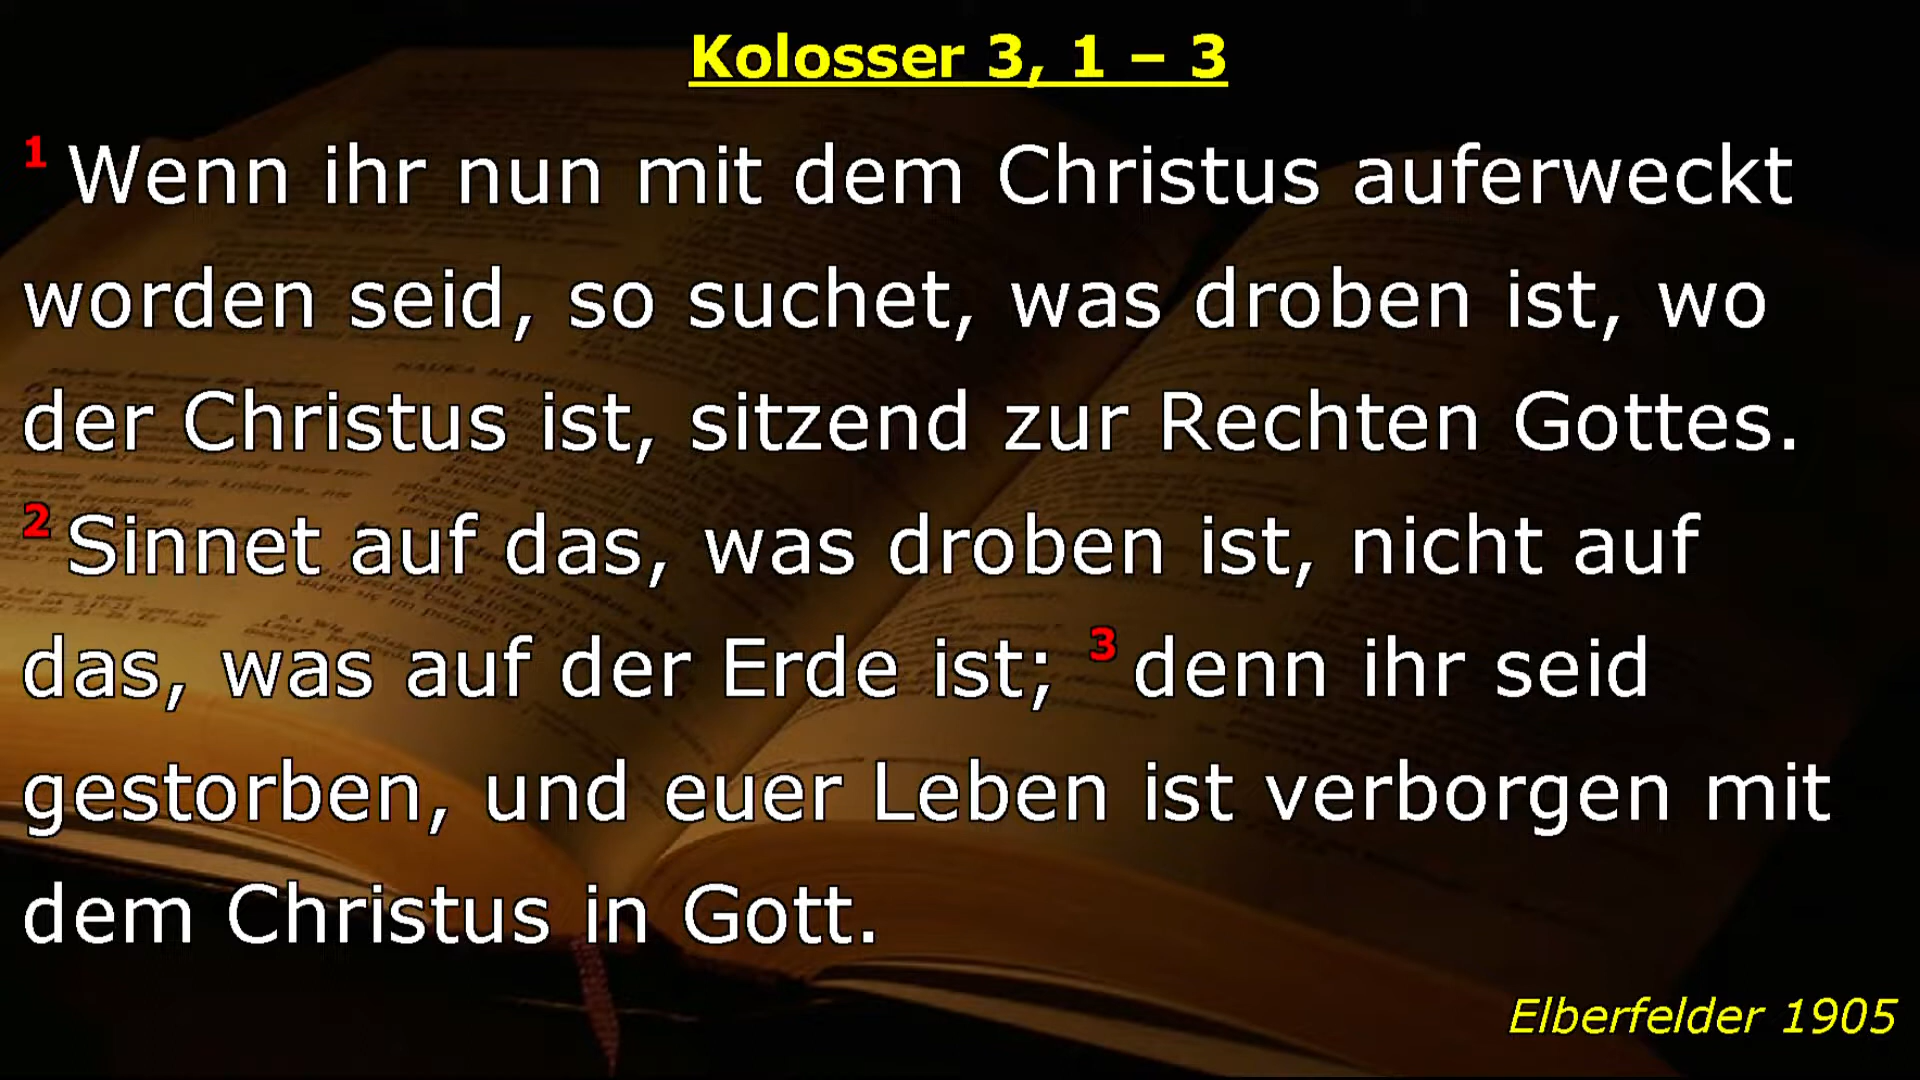 Kolosser 3, 1 – 3
1 Wenn ihr nun mit dem Christus auferweckt
worden seid, so suchet, was droben ist, wo
der Christus ist, sitzend zur Rechten Gottes.
2 Sinnet auf das, was droben ist, nicht auf
das, was auf der Erde ist; 3 denn ihr seid
gestorben, und euer Leben ist verborgen mit
dem Christus in Gott.
Elberfelder 1905